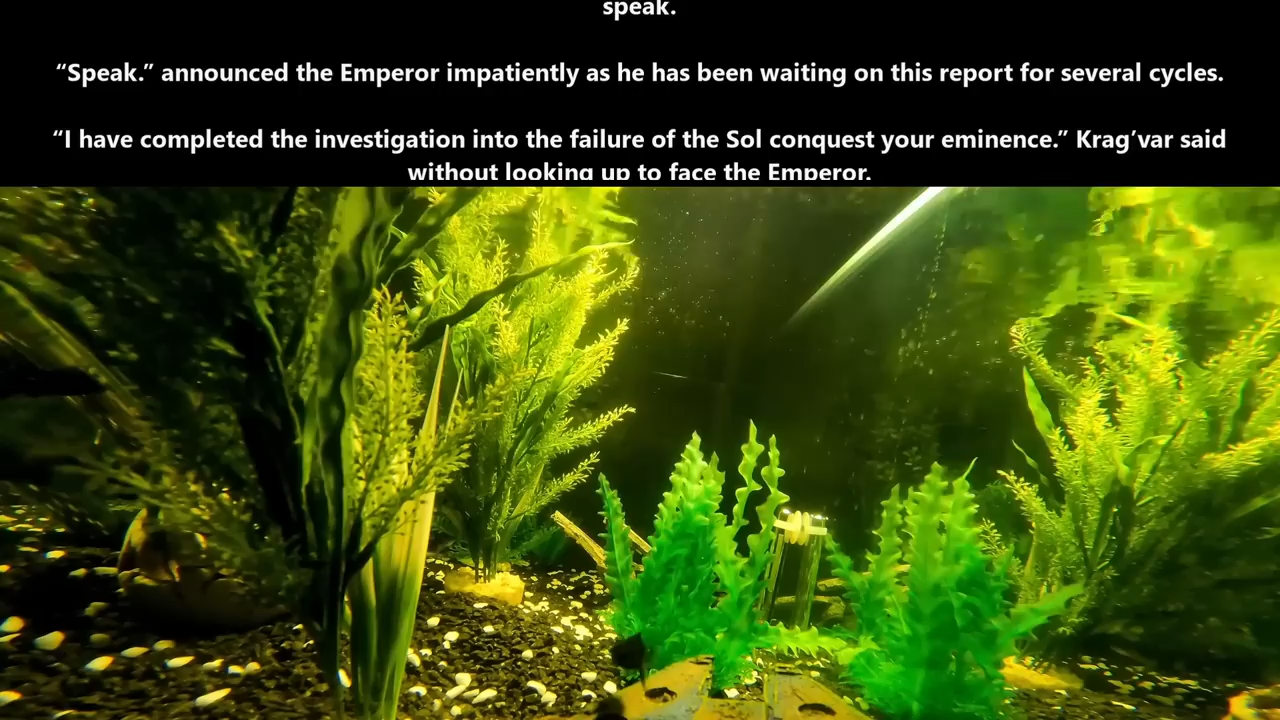 speak.
“Speak.” announced the Emperor impatiently as he has been waiting on this report for several cycles.
“I have completed the investigation into the failure of the Sol conquest your eminence.” Krag’var said
without looking up to face the Emperor.